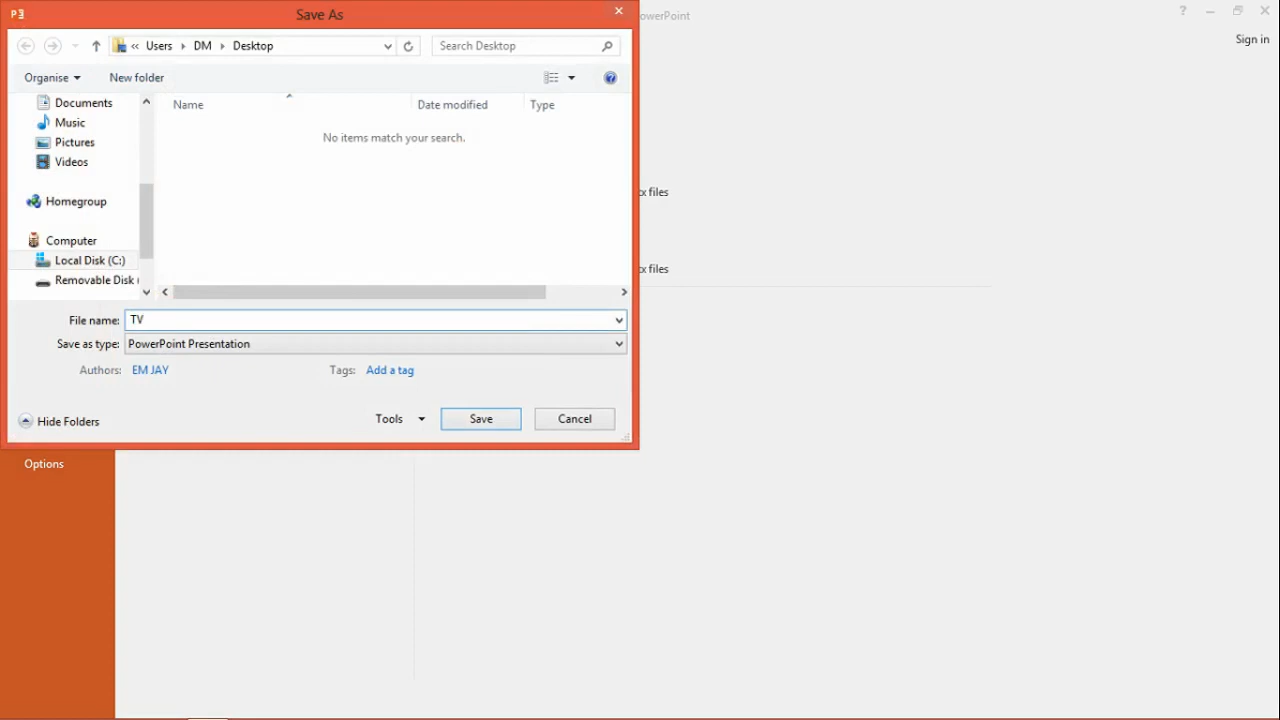 P3 Save As
owerPoint
Sign in
« Users Desktop DM
Search Desktop
Organise New folder
Name Date modified Type
No items match your search.
Documents
Music
Pictures
Videos
Homegroup
Computer
Local Disk (C:)
Removable Disk (
x files
x files
File name: TV
Save as type: PowerPoint Presentation
Authors: EM JAY Tags: Add a tag
Hide Folders Tools Save Cancel
Options